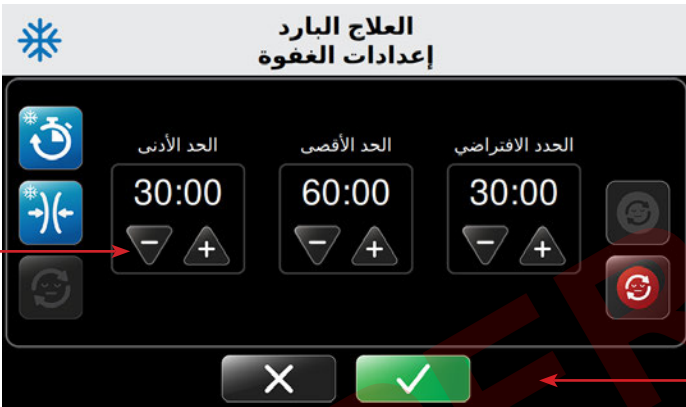 العلاج البارد
إعدادات الغفوة
الحدد الافتراضي
الحد الأقصى
الحد الأدنى
30:00
60:00
30:00